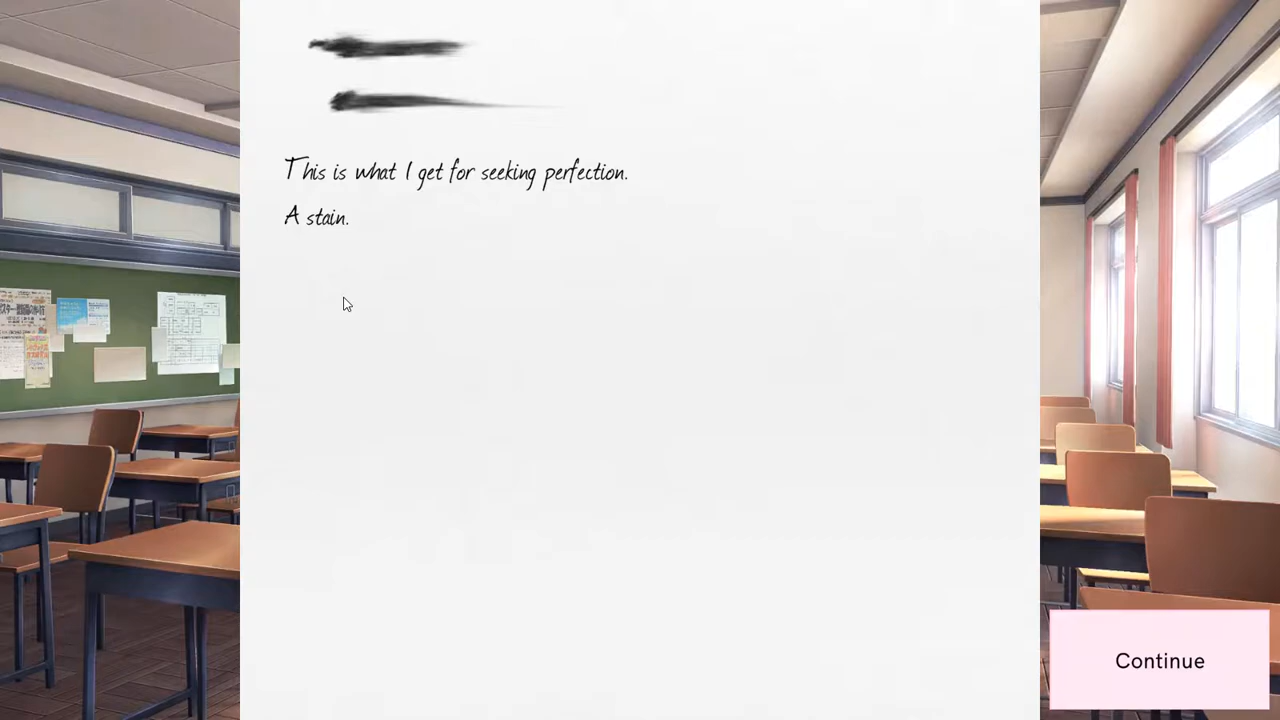 This is what I get for seeking perfection.
A stain.
Continue